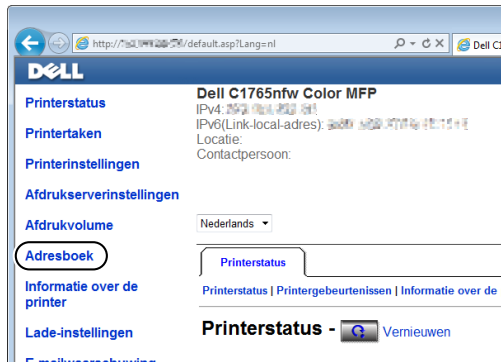 http:// /default.asp?Lang=nl
Dell C1
DELL
Printerstatus
Printertaken
Printerinstellingen
Afdrukserverinstellingen
Afdrukvolume
Adresboek
Informatie over de
printer
Lade-instellingen
E-mailwaarschuwing
Dell C1765nfw Color MFP
IPv4:
IPv6(Link-local-adres):
Locatie:
Contactpersoon:
Nederlands
Printerstatus
Printerstatus | Printergebeurtenissen | Informatie over de
Printerstatus - Vernieuwen